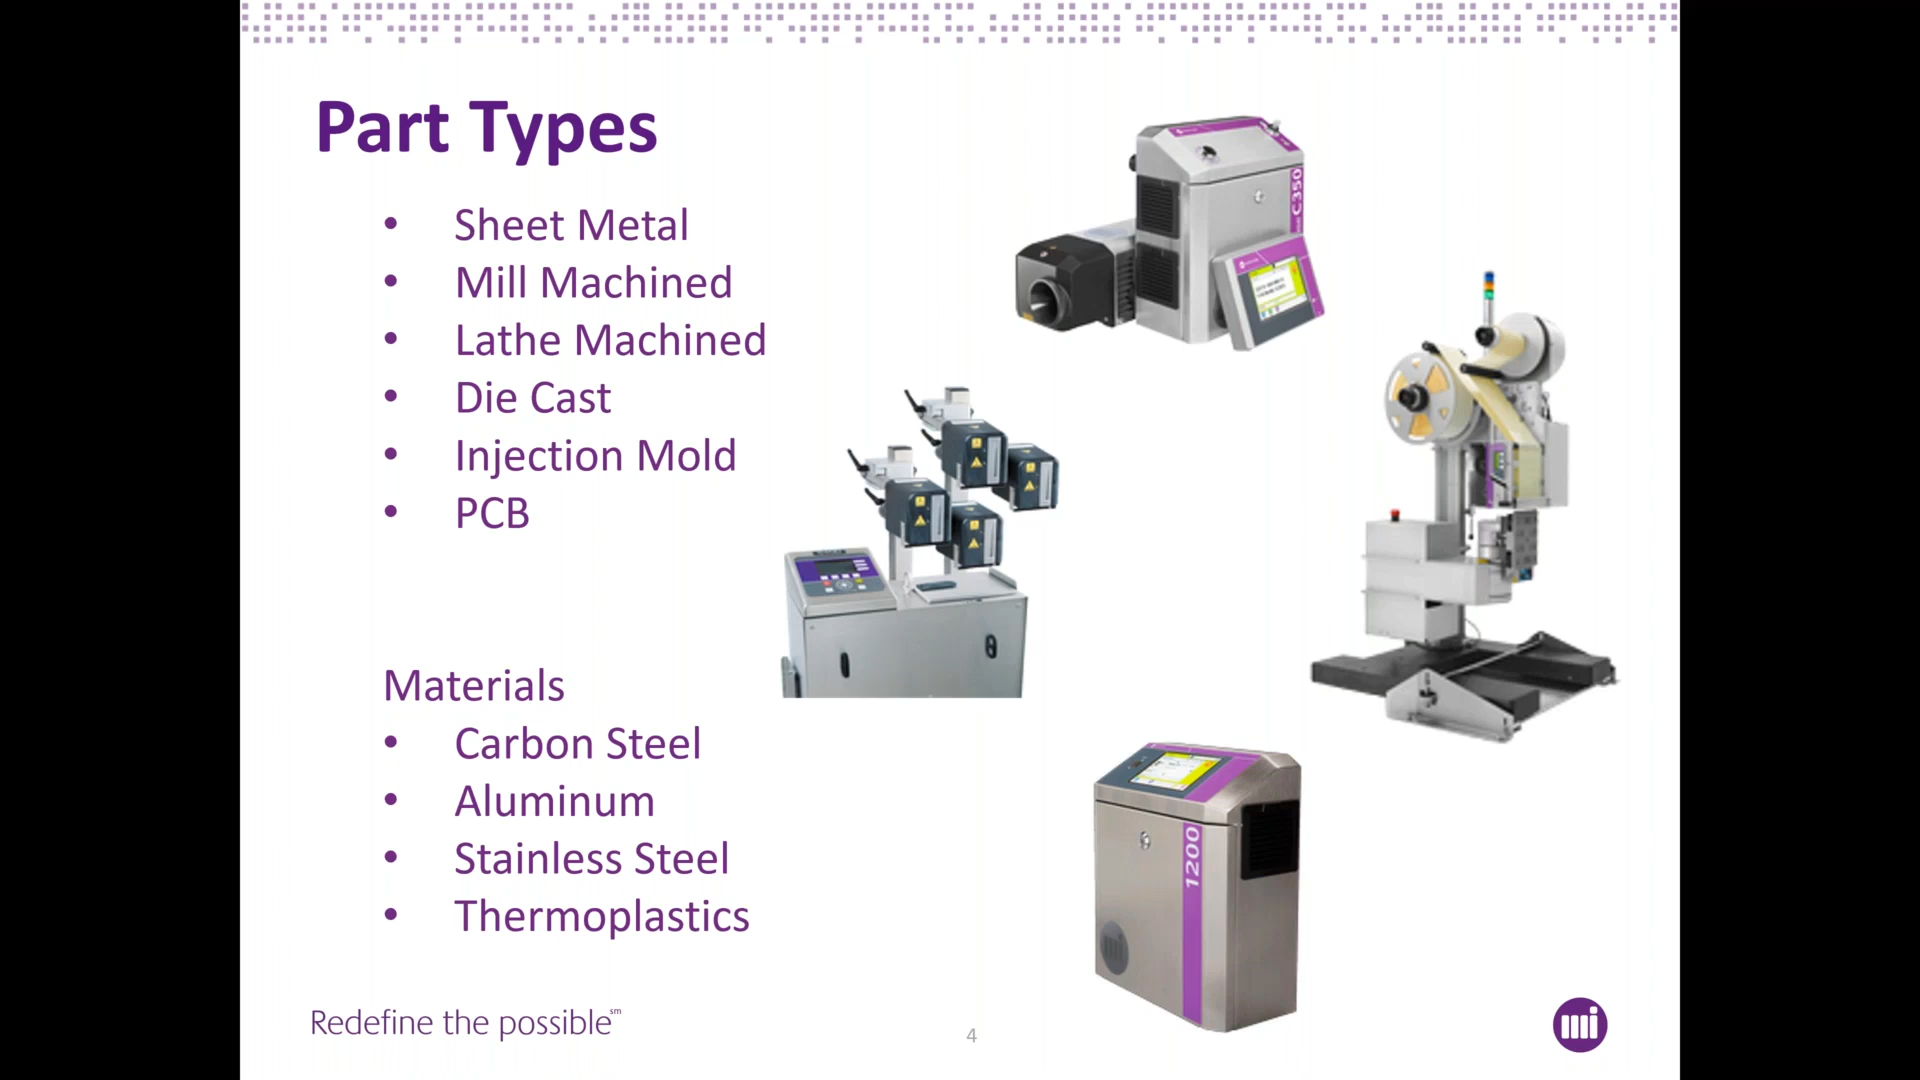 Part Types
• Sheet Metal
• Mill Machined
• Lathe Machined
• Die Cast
• Injection Mold
• PCB
Materials
• Carbon Steel
• Aluminum
• Stainless Steel
• Thermoplastics
C350
1200
Redefine the possible℠
4